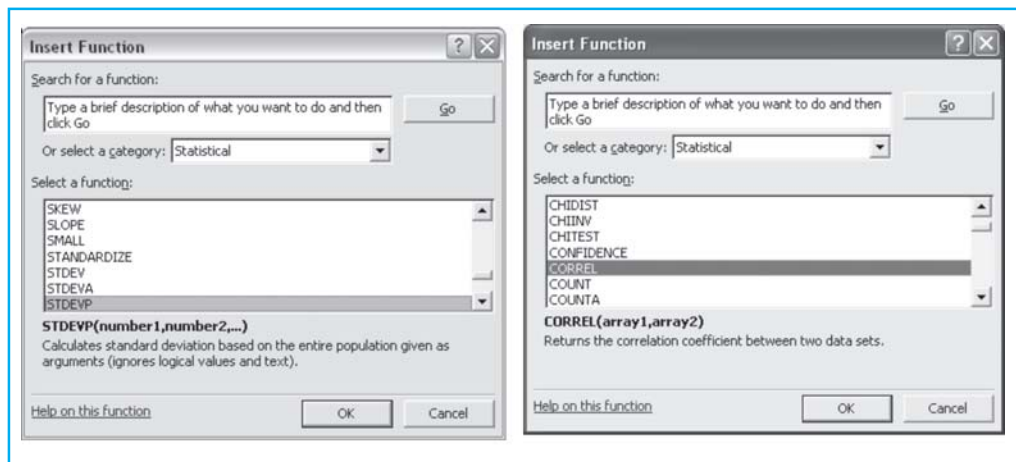 Insert Function
Search for a function:
Type a brief description of what you want to do and then
click Go
Go
Or select a category: Statistical
Select a function:
SKEW
SLOPE
SMALL
STANDARDIZE
STDEV
STDEVA
STDEVP
STDEVP(number1,number2,...)
Calculates standard deviation based on the entire population given as
arguments (ignores logical values and text).
Help on this function
OK
Cancel
Insert Function
Search for a function:
Type a brief description of what you want to do and then
click Go
Go
Or select a category: Statistical
Select a function:
CHIDIST
CHIINV
CHITEST
CONFIDENCE
CORREL
COUNT
COUNTA
CORREL(array1,array2)
Returns the correlation coefficient between two data sets.
Help on this function
OK
Cancel